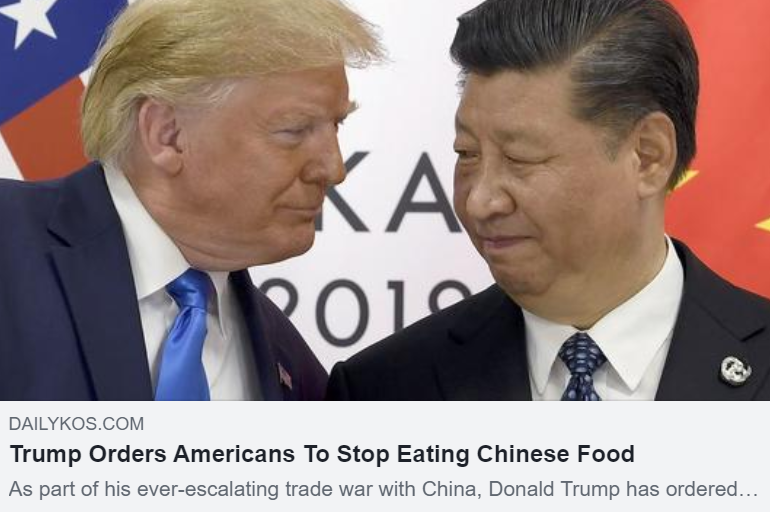 KA
2019
DAILYKOS.COM
Trump Orders Americans To Stop Eating Chinese Food
As part of his ever-escalating trade war with China, Donald Trump has ordered…